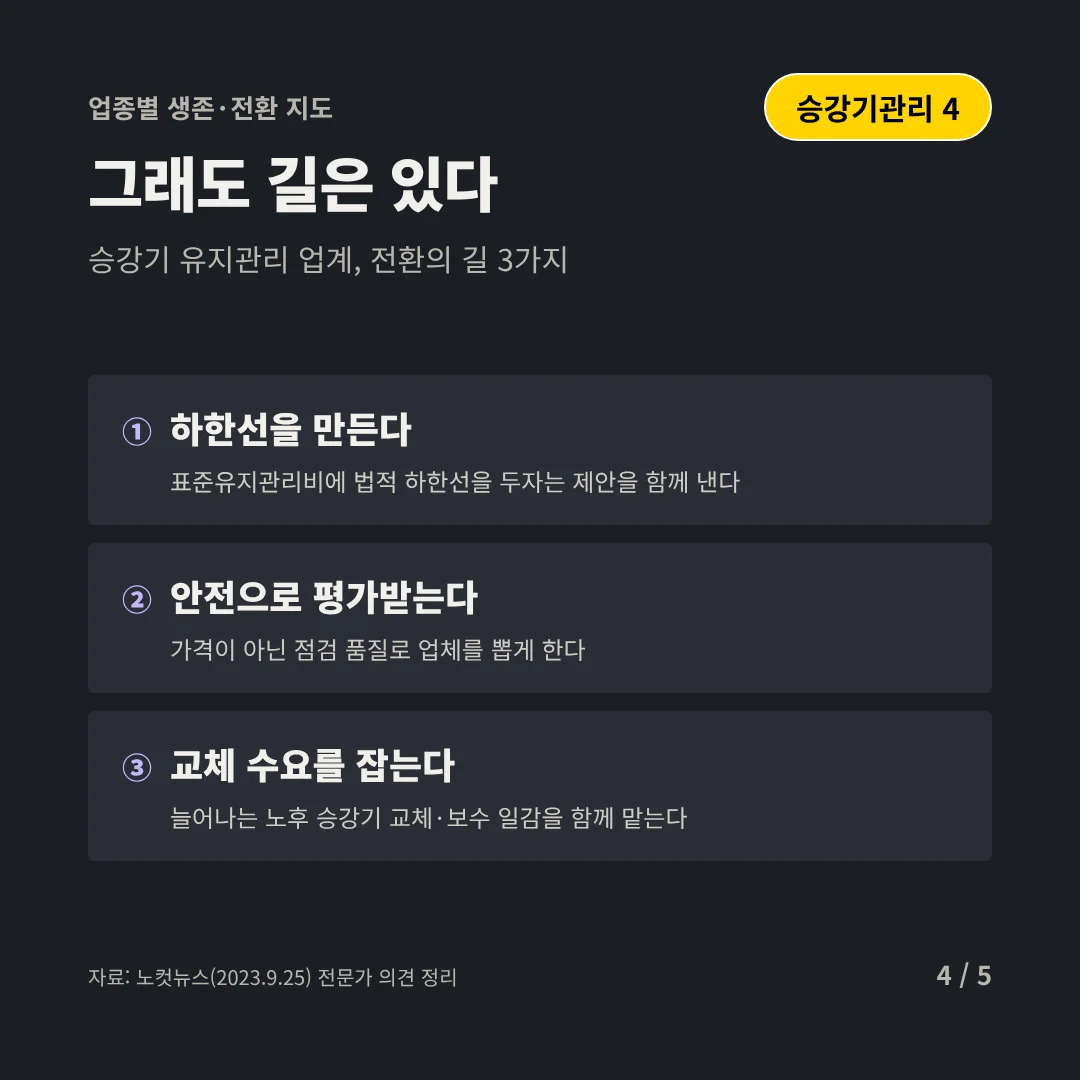 업종별 생존·전환 지도
승강기관리 4
그래도 길은 있다
승강기 유지관리 업계, 전환의 길 3가지
① 하한선을 만든다
표준유지관리비에 법적 하한선을 두자는 제안을 함께 낸다
② 안전으로 평가받는다
가격이 아닌 점검 품질로 업체를 뽑게 한다
③ 교체 수요를 잡는다
늘어나는 노후 승강기 교체·보수 일감을 함께 맡는다
자료: 노컷뉴스(2023.9.25) 전문가 의견 정리
4 / 5